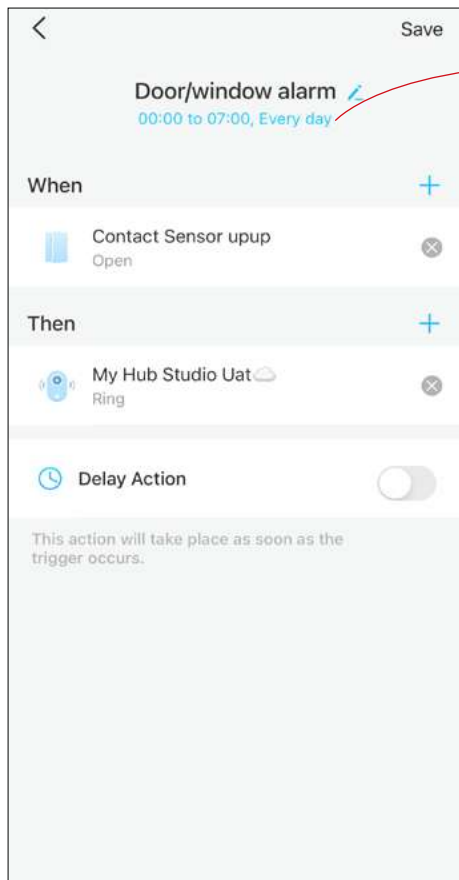 Save
Door/window alarm
00:00 to 07:00, Every day
When
Contact Sensor upup
Open
Then
My Hub Studio Uat
Ring
Delay Action
This action will take place as soon as the
trigger occurs.